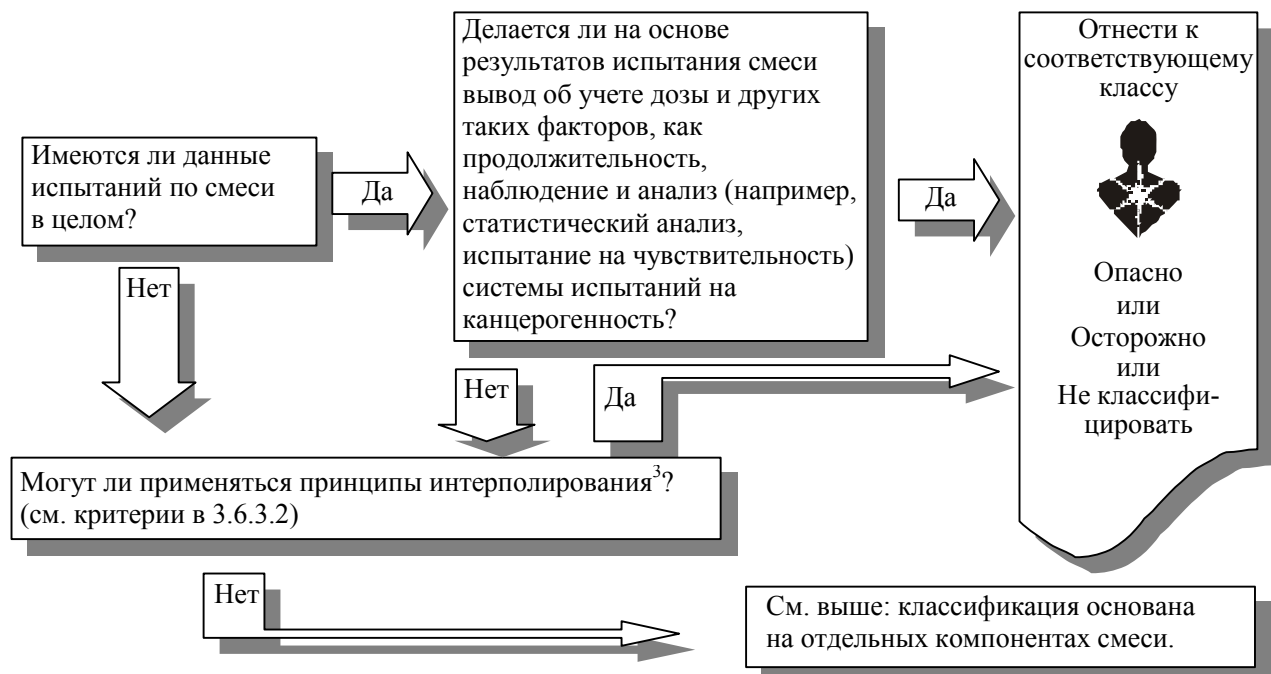 Имеются ли данные
испытаний по смеси
в целом?
Да
Нет
Делается ли на основе
результатов испытания смеси
вывод об учете дозы и других
таких факторов, как
продолжительность,
наблюдение и анализ (например,
статистический анализ,
испытание на чувствительность)
системы испытаний на
канцерогенность?
Да
Нет
Отнести к
соответствующему
классу
Опасно
или
Осторожно
или
Не классифи-
цировать
Могут ли применяться принципы интерполирования³?
(см. критерии в 3.6.3.2)
Да
Нет
См. выше: классификация основана
на отдельных компонентах смеси.